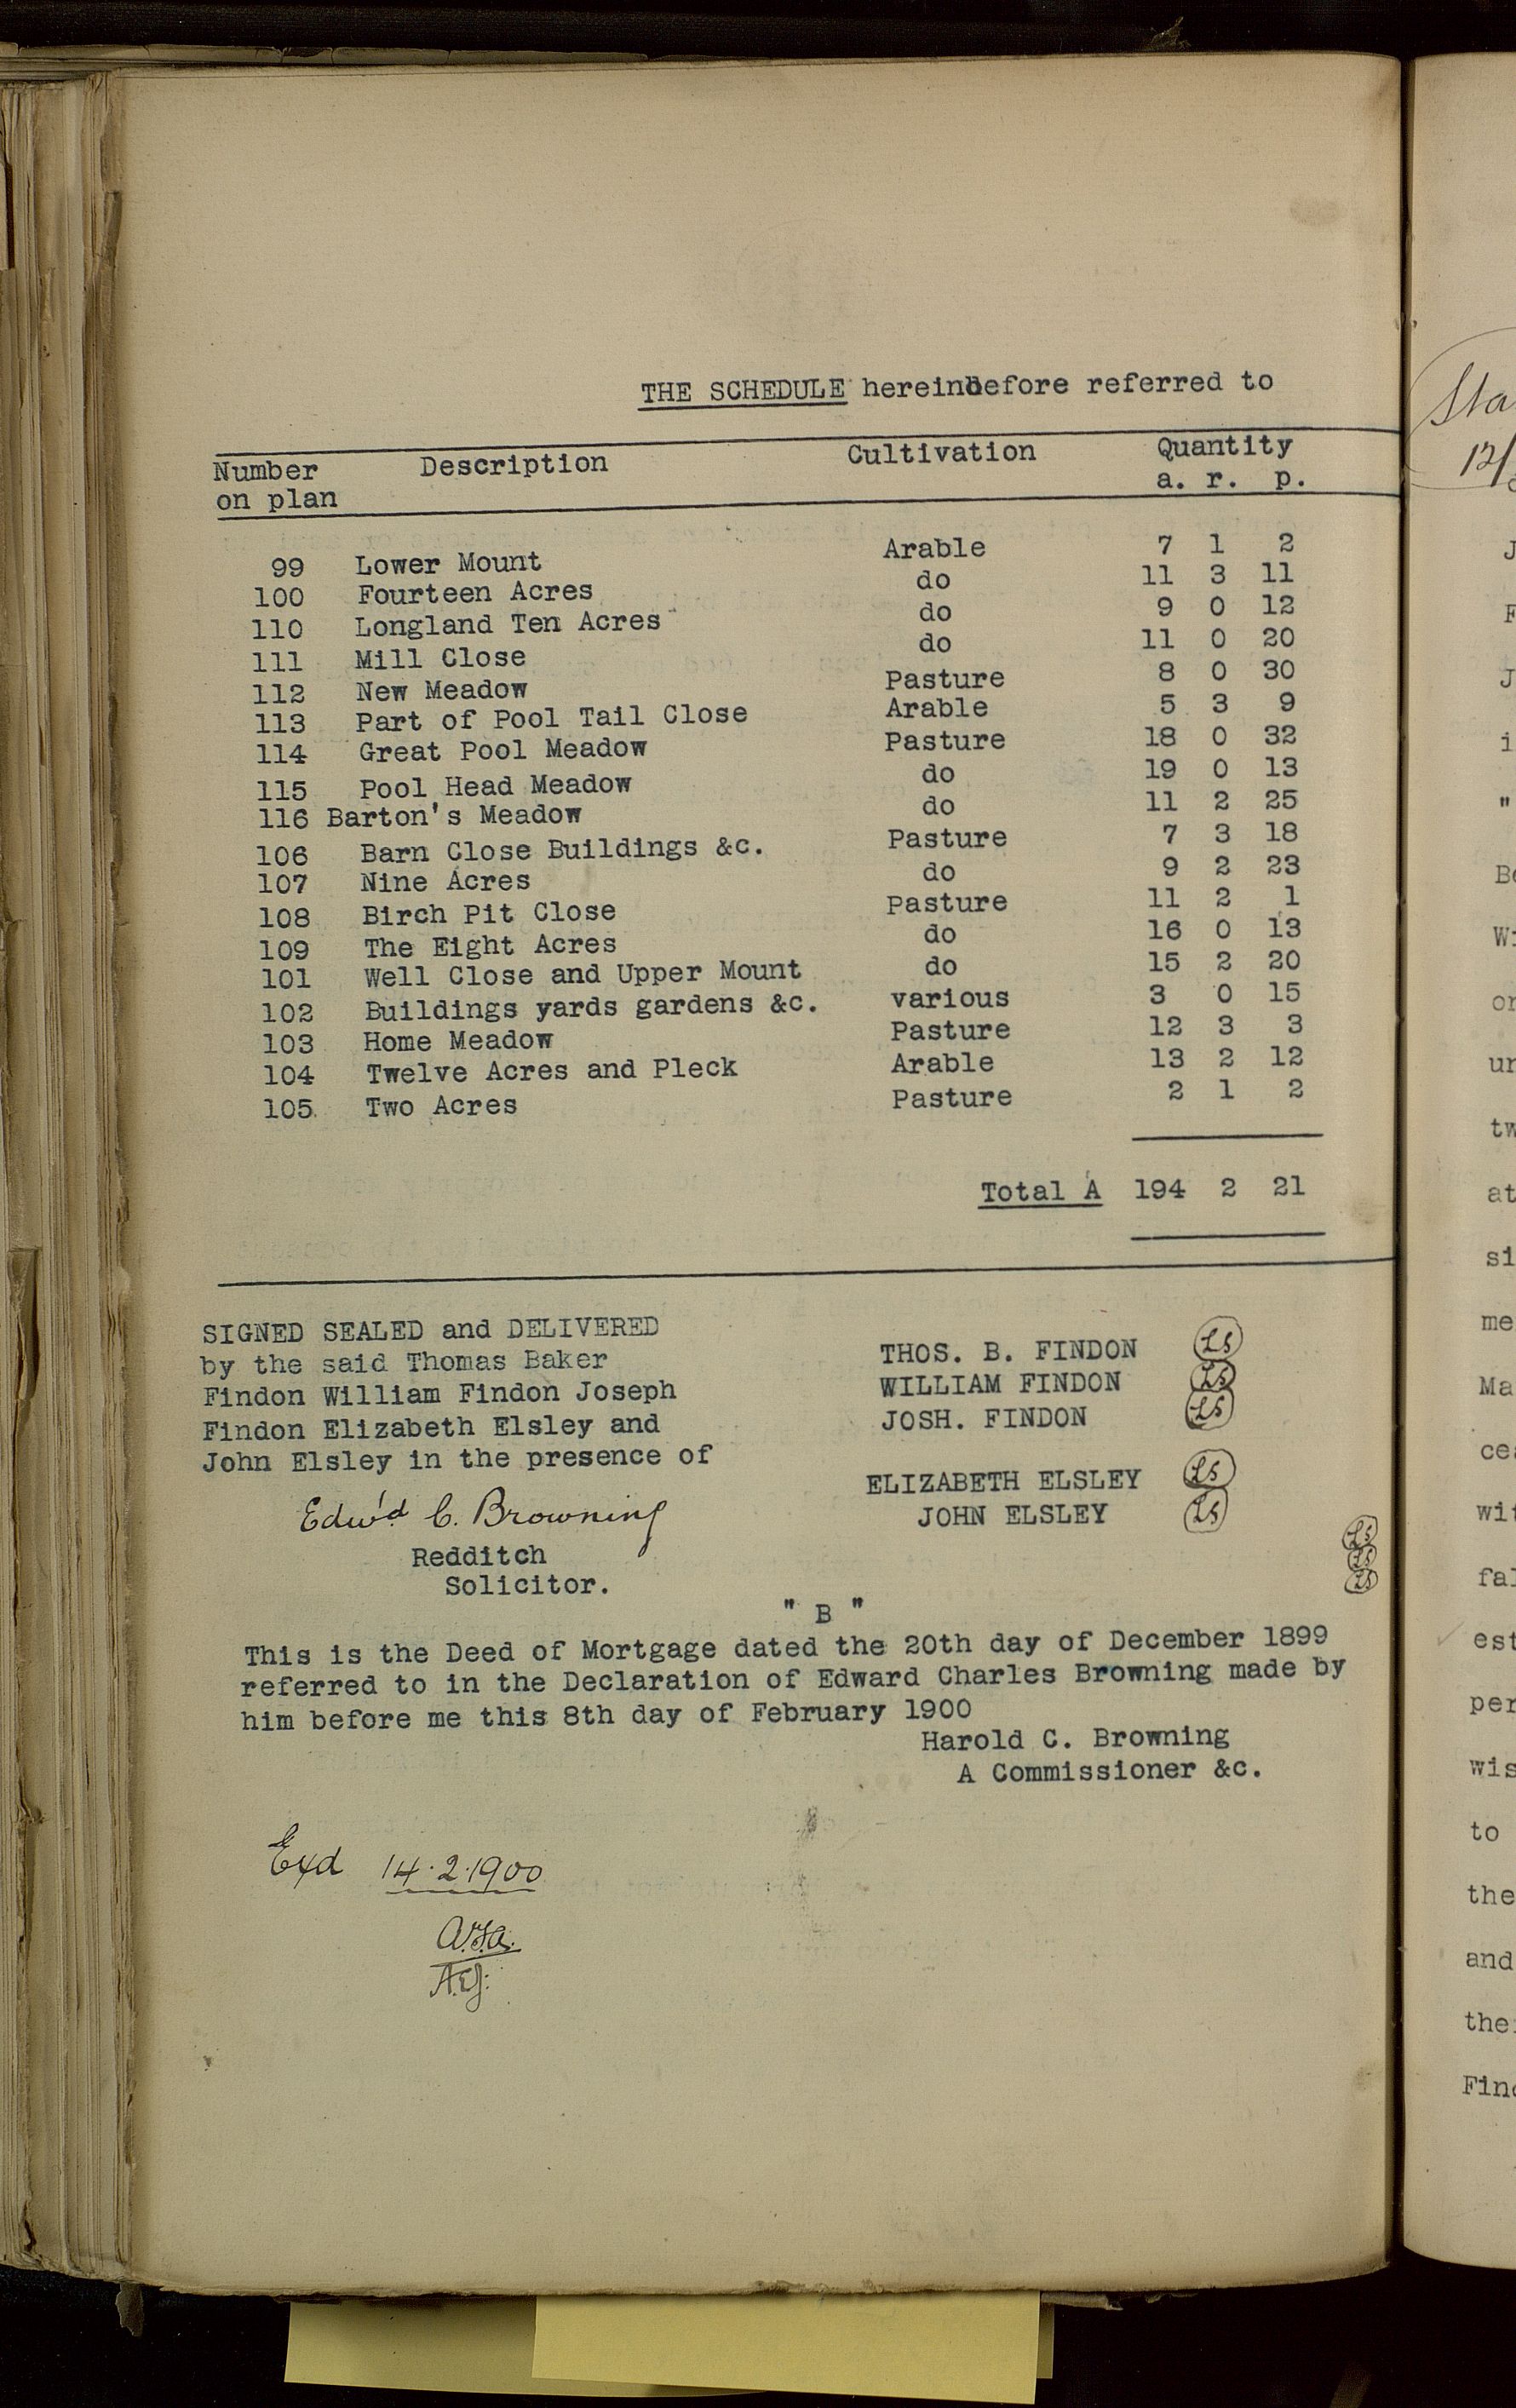 THE SCHEDULE hereinbefore referred to
Number on plan Description Cultivation Quantity a. r. p.
99 Lower Mount Arable 7 1 2
100 Fourteen Acres do 11 3 11
110 Longland Ten Acres do 9 0 12
111 Mill Close do 11 0 20
112 New Meadow Pasture 8 0 30
113 Part of Pool Tail Close Arable 5 3 9
114 Great Pool Meadow Pasture 18 0 32
115 Pool Head Meadow do 19 0 13
116 Barton's Meadow do 11 2 25
106 Barn Close Buildings &c. Pasture 7 3 18
107 Nine Acres do 9 2 23
108 Birch Pit Close Pasture 11 2 1
109 The Eight Acres do 16 0 13
101 Well Close and Upper Mount do 15 2 20
102 Buildings yards gardens &c. various 3 0 15
103 Home Meadow Pasture 12 3 3
104 Twelve Acres and Pleck Arable 13 2 12
105 Two Acres Pasture 2 1 2
Total A 194 2 21
SIGNED SEALED and DELIVERED
by the said Thomas Baker
Findon William Findon Joseph
Findon Elizabeth Elsley and
John Elsley in the presence of
Edw'd C. Browning
Redditch
Solicitor.
THOS. B. FINDON LS
WILLIAM FINDON LS
JOSH. FINDON LS
ELIZABETH ELSLEY LS
JOHN ELSLEY LS
LS
LS
LS
" B "
This is the Deed of Mortgage dated the 20th day of December 1899
referred to in the Declaration of Edward Charles Browning made by
him before me this 8th day of February 1900
Harold C. Browning
A Commissioner &c.
Exd 14.2.1900